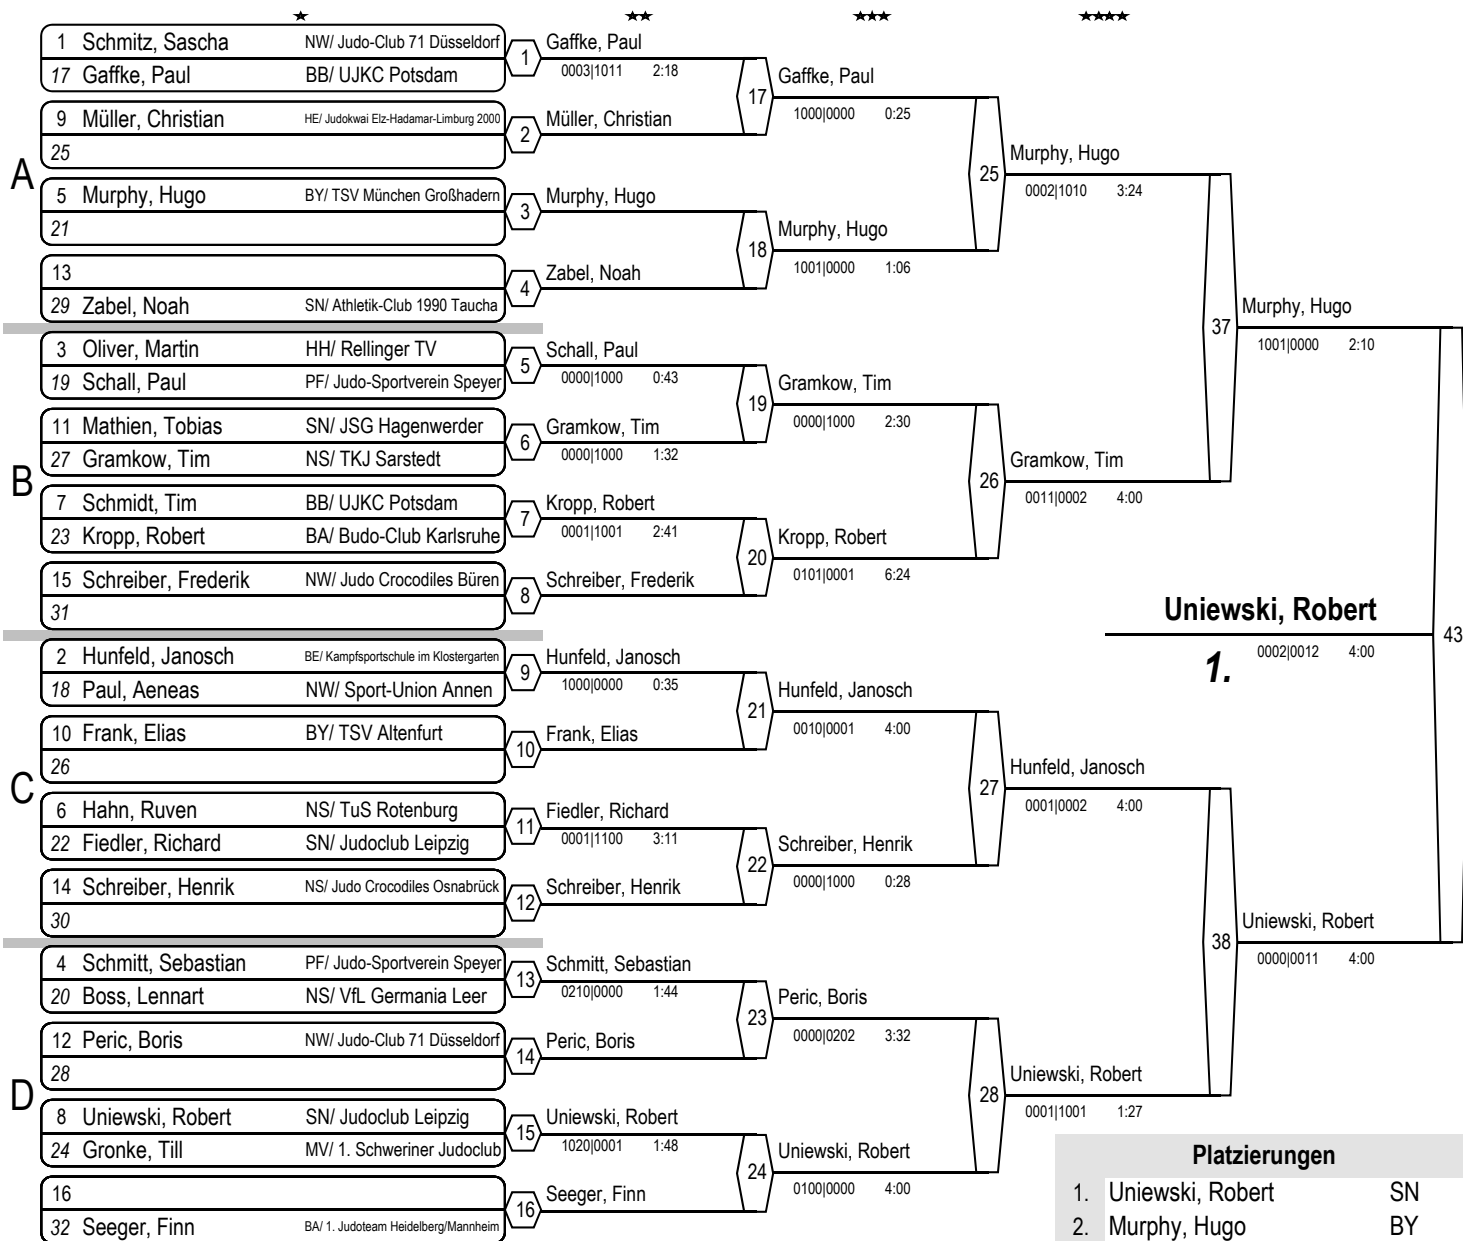 1 Schmitz, Sascha NW/ Judo-Club 71 Düsseldorf
17 Gaffke, Paul BB/ UJKC Potsdam
9 Müller, Christian HE/ Judokwai Elz-Hadamar-Limburg 2000
25
A
5 Murphy, Hugo BY/ TSV München Großhadern
21
13
29 Zabel, Noah SN/ Athletik-Club 1990 Taucha
3 Oliver, Martin HH/ Rellinger TV
19 Schall, Paul PF/ Judo-Sportverein Speyer
11 Mathien, Tobias SN/ JSG Hagenwerder
27 Gramkow, Tim NS/ TKJ Sarstedt
B
7 Schmidt, Tim BB/ UJKC Potsdam
23 Kropp, Robert BA/ Budo-Club Karlsruhe
15 Schreiber, Frederik NW/ Judo Crocodiles Büren
31
2 Hunfeld, Janosch BE/ Kampfsportschule im Klostergarten
18 Paul, Aeneas NW/ Sport-Union Annen
10 Frank, Elias BY/ TSV Altenfurt
26
C
6 Hahn, Ruven NS/ TuS Rotenburg
22 Fiedler, Richard SN/ Judoclub Leipzig
14 Schreiber, Henrik NS/ Judo Crocodiles Osnabrück
30
4 Schmitt, Sebastian PF/ Judo-Sportverein Speyer
20 Boss, Lennart NS/ VfL Germania Leer
12 Peric, Boris NW/ Judo-Club 71 Düsseldorf
28
D
8 Uniewski, Robert SN/ Judoclub Leipzig
24 Gronke, Till MV/ 1. Schweriner Judoclub
16
32 Seeger, Finn BA/ 1. Judoteam Heidelberg/Mannheim
1 Gaffke, Paul
0003|1011 2:18
2 Müller, Christian
3 Murphy, Hugo
4 Zabel, Noah
5 Schall, Paul
0000|1000 0:43
6 Gramkow, Tim
0000|1000 1:32
7 Kropp, Robert
0001|1001 2:41
8 Schreiber, Frederik
9 Hunfeld, Janosch
1000|0000 0:35
10 Frank, Elias
11 Fiedler, Richard
0001|1100 3:11
12 Schreiber, Henrik
13 Schmitt, Sebastian
0210|0000 1:44
14 Peric, Boris
15 Uniewski, Robert
1020|0001 1:48
16 Seeger, Finn
17 Gaffke, Paul
1000|0000 0:25
18 Murphy, Hugo
1001|0000 1:06
19 Gramkow, Tim
0000|1000 2:30
20 Kropp, Robert
0101|0001 6:24
21 Hunfeld, Janosch
0010|0001 4:00
22 Schreiber, Henrik
0000|1000 0:28
23 Peric, Boris
0000|0202 3:32
24 Uniewski, Robert
0100|0000 4:00
25 Murphy, Hugo
0002|1010 3:24
26 Gramkow, Tim
0011|0002 4:00
27 Hunfeld, Janosch
0001|0002 4:00
28 Uniewski, Robert
0001|1001 1:27
37 Murphy, Hugo
1001|0000 2:10
38 Uniewski, Robert
0000|0011 4:00
Uniewski, Robert 43
1. 0002|0012 4:00
Platzierungen
1. Uniewski, Robert SN
2. Murphy, Hugo BY